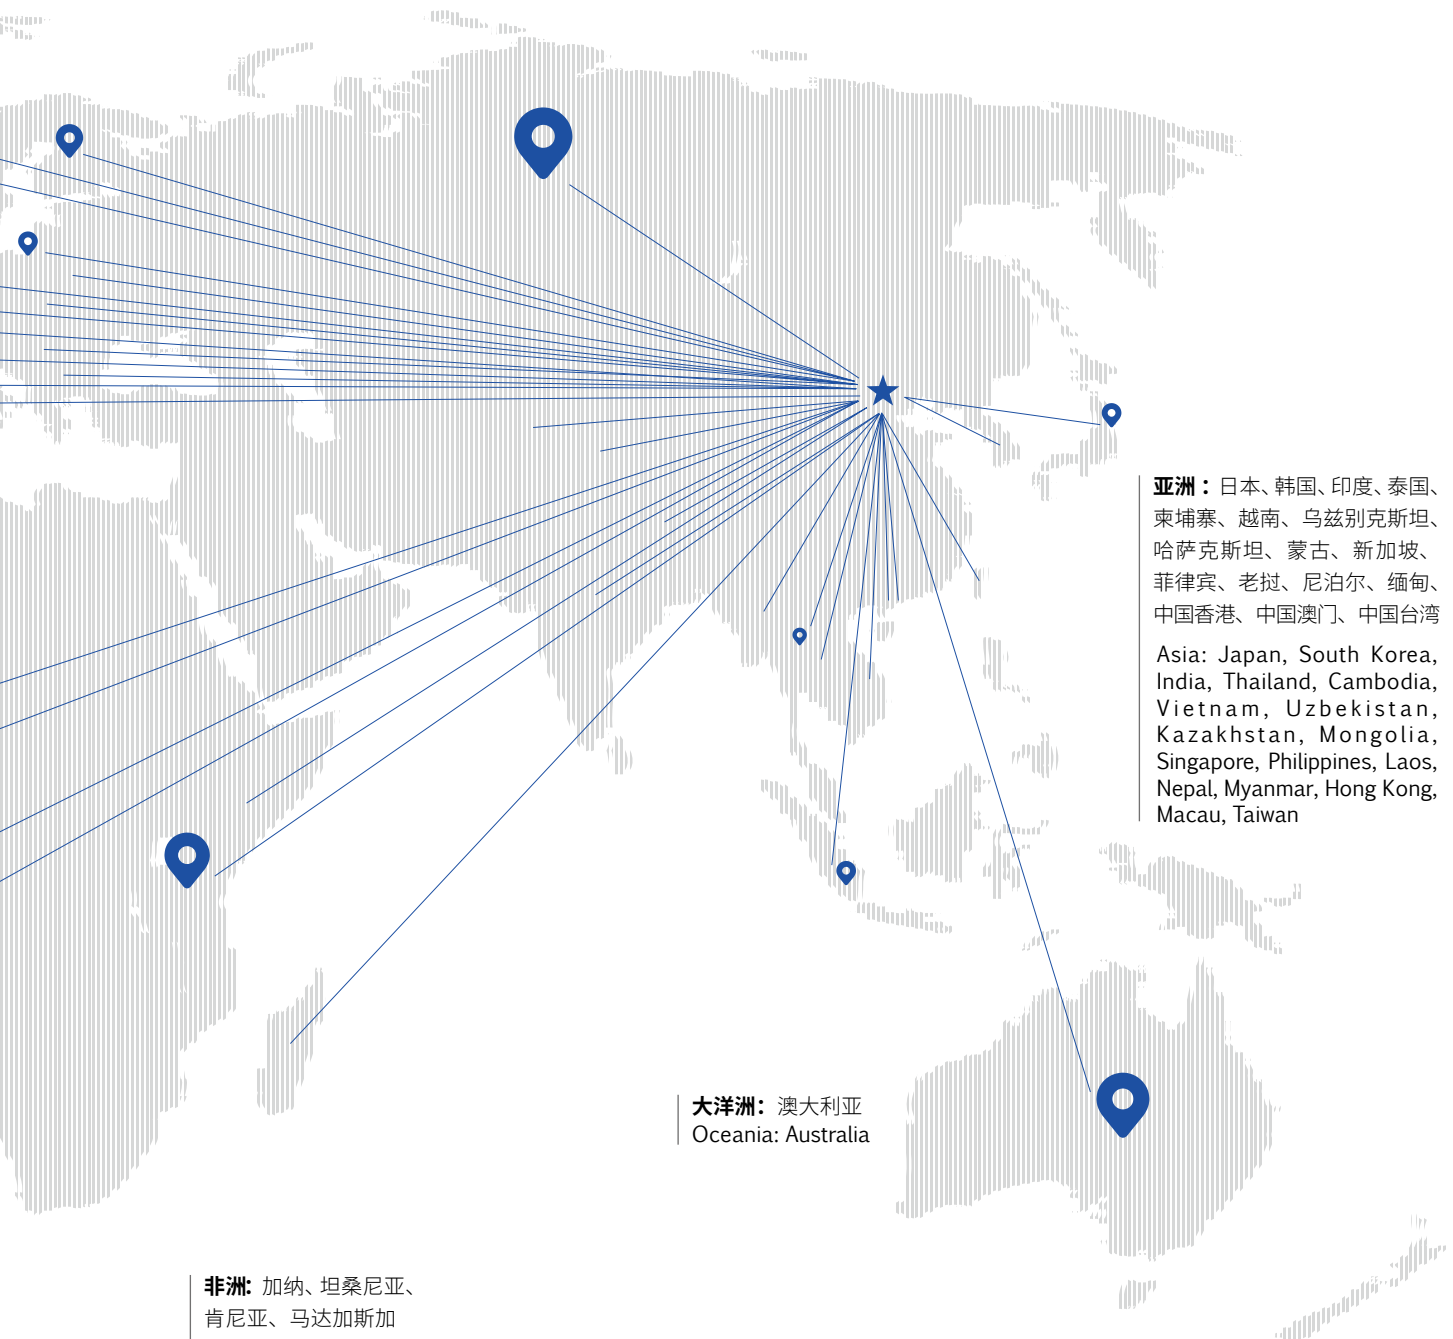 亚洲：日本、韩国、印度、泰国、
柬埔寨、越南、乌兹别克斯坦、
哈萨克斯坦、蒙古、新加坡、
菲律宾、老挝、尼泊尔、缅甸、
中国香港、中国澳门、中国台湾
Asia: Japan, South Korea,
India, Thailand, Cambodia,
Vietnam, Uzbekistan,
Kazakhstan, Mongolia,
Singapore, Philippines, Laos,
Nepal, Myanmar, Hong Kong,
Macau, Taiwan
大洋洲：澳大利亚
Oceania: Australia
非洲：加纳、坦桑尼亚、
肯尼亚、马达加斯加